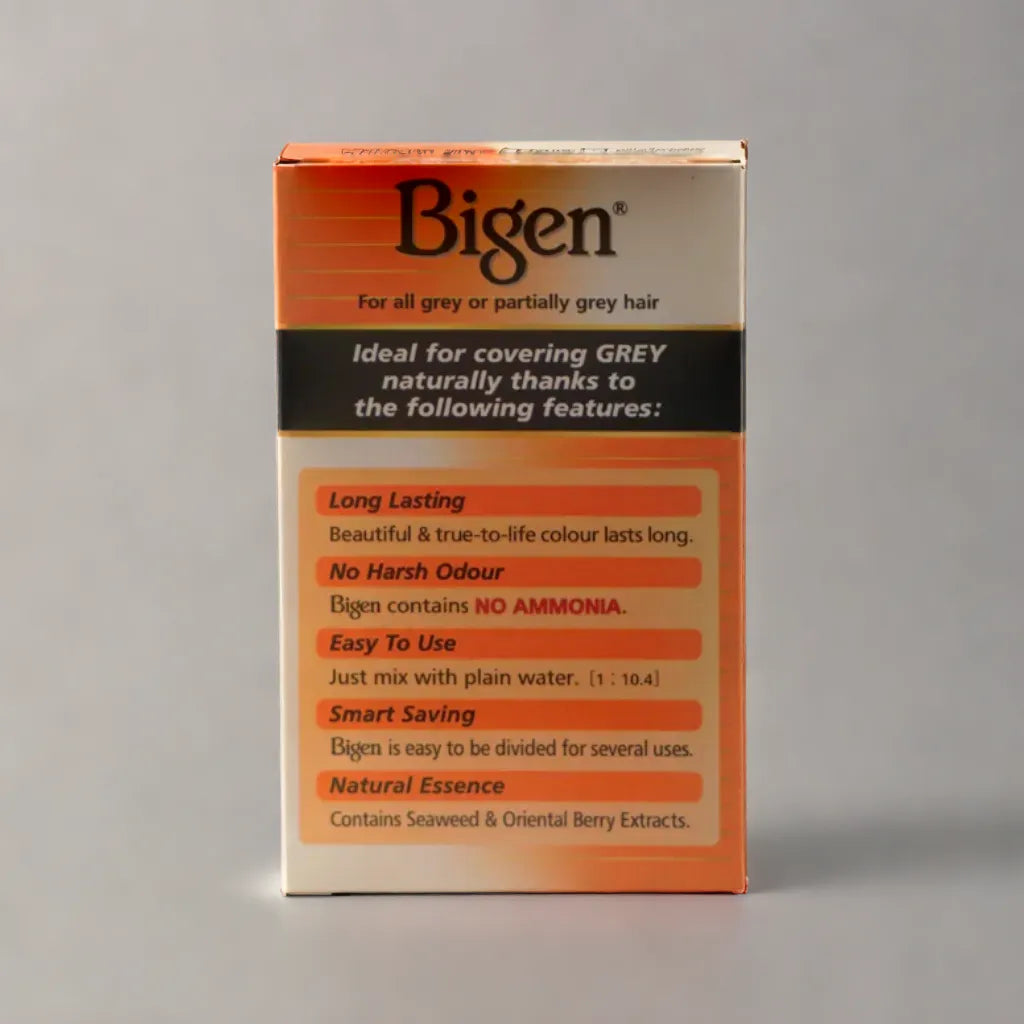 Bigen®
For all grey or partially grey hair
Ideal for covering GREY
naturally thanks to
the following features:
Long Lasting
Beautiful & true-to-life colour lasts long.
No Harsh Odour
Bigen contains NO AMMONIA.
Easy To Use
Just mix with plain water. [1 : 10.4]
Smart Saving
Bigen is easy to be divided for several uses.
Natural Essence
Contains Seaweed & Oriental Berry Extracts.